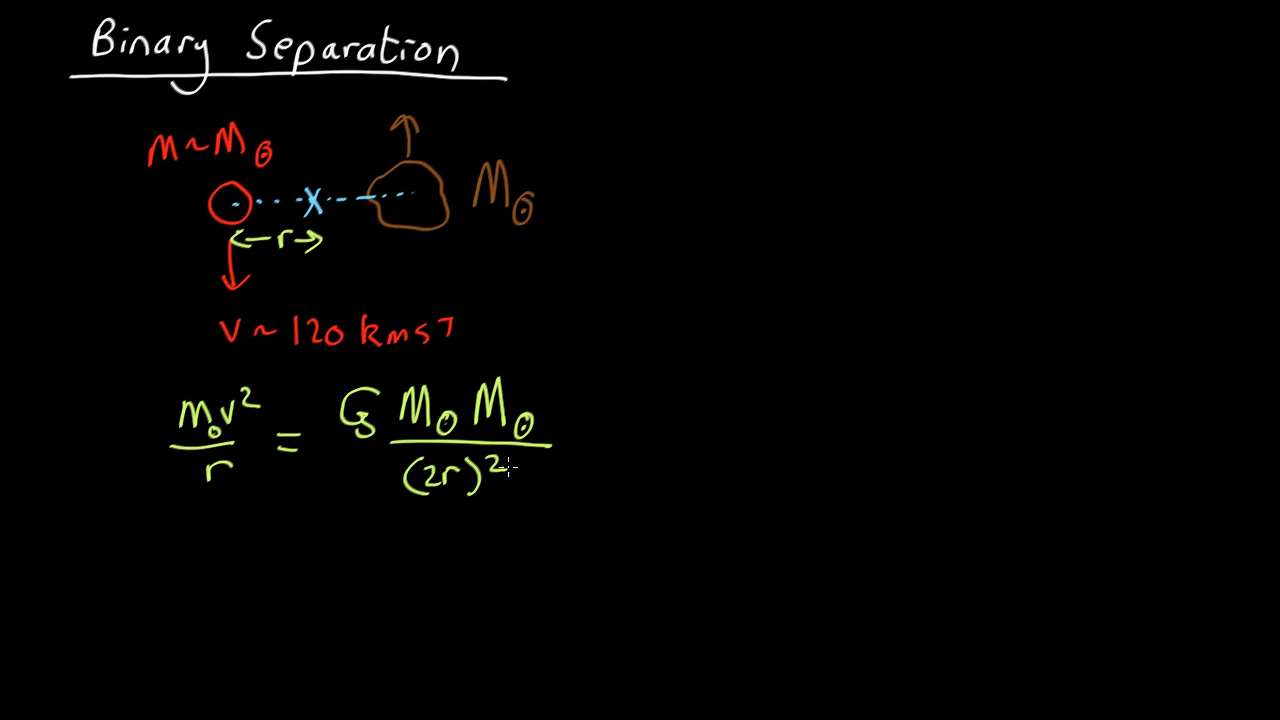 Binary Separation
M~M⊙
M⊙
←r→
v ~ 120 kms⁻¹
m⊙v²/r = G M⊙ M⊙/(2r)²